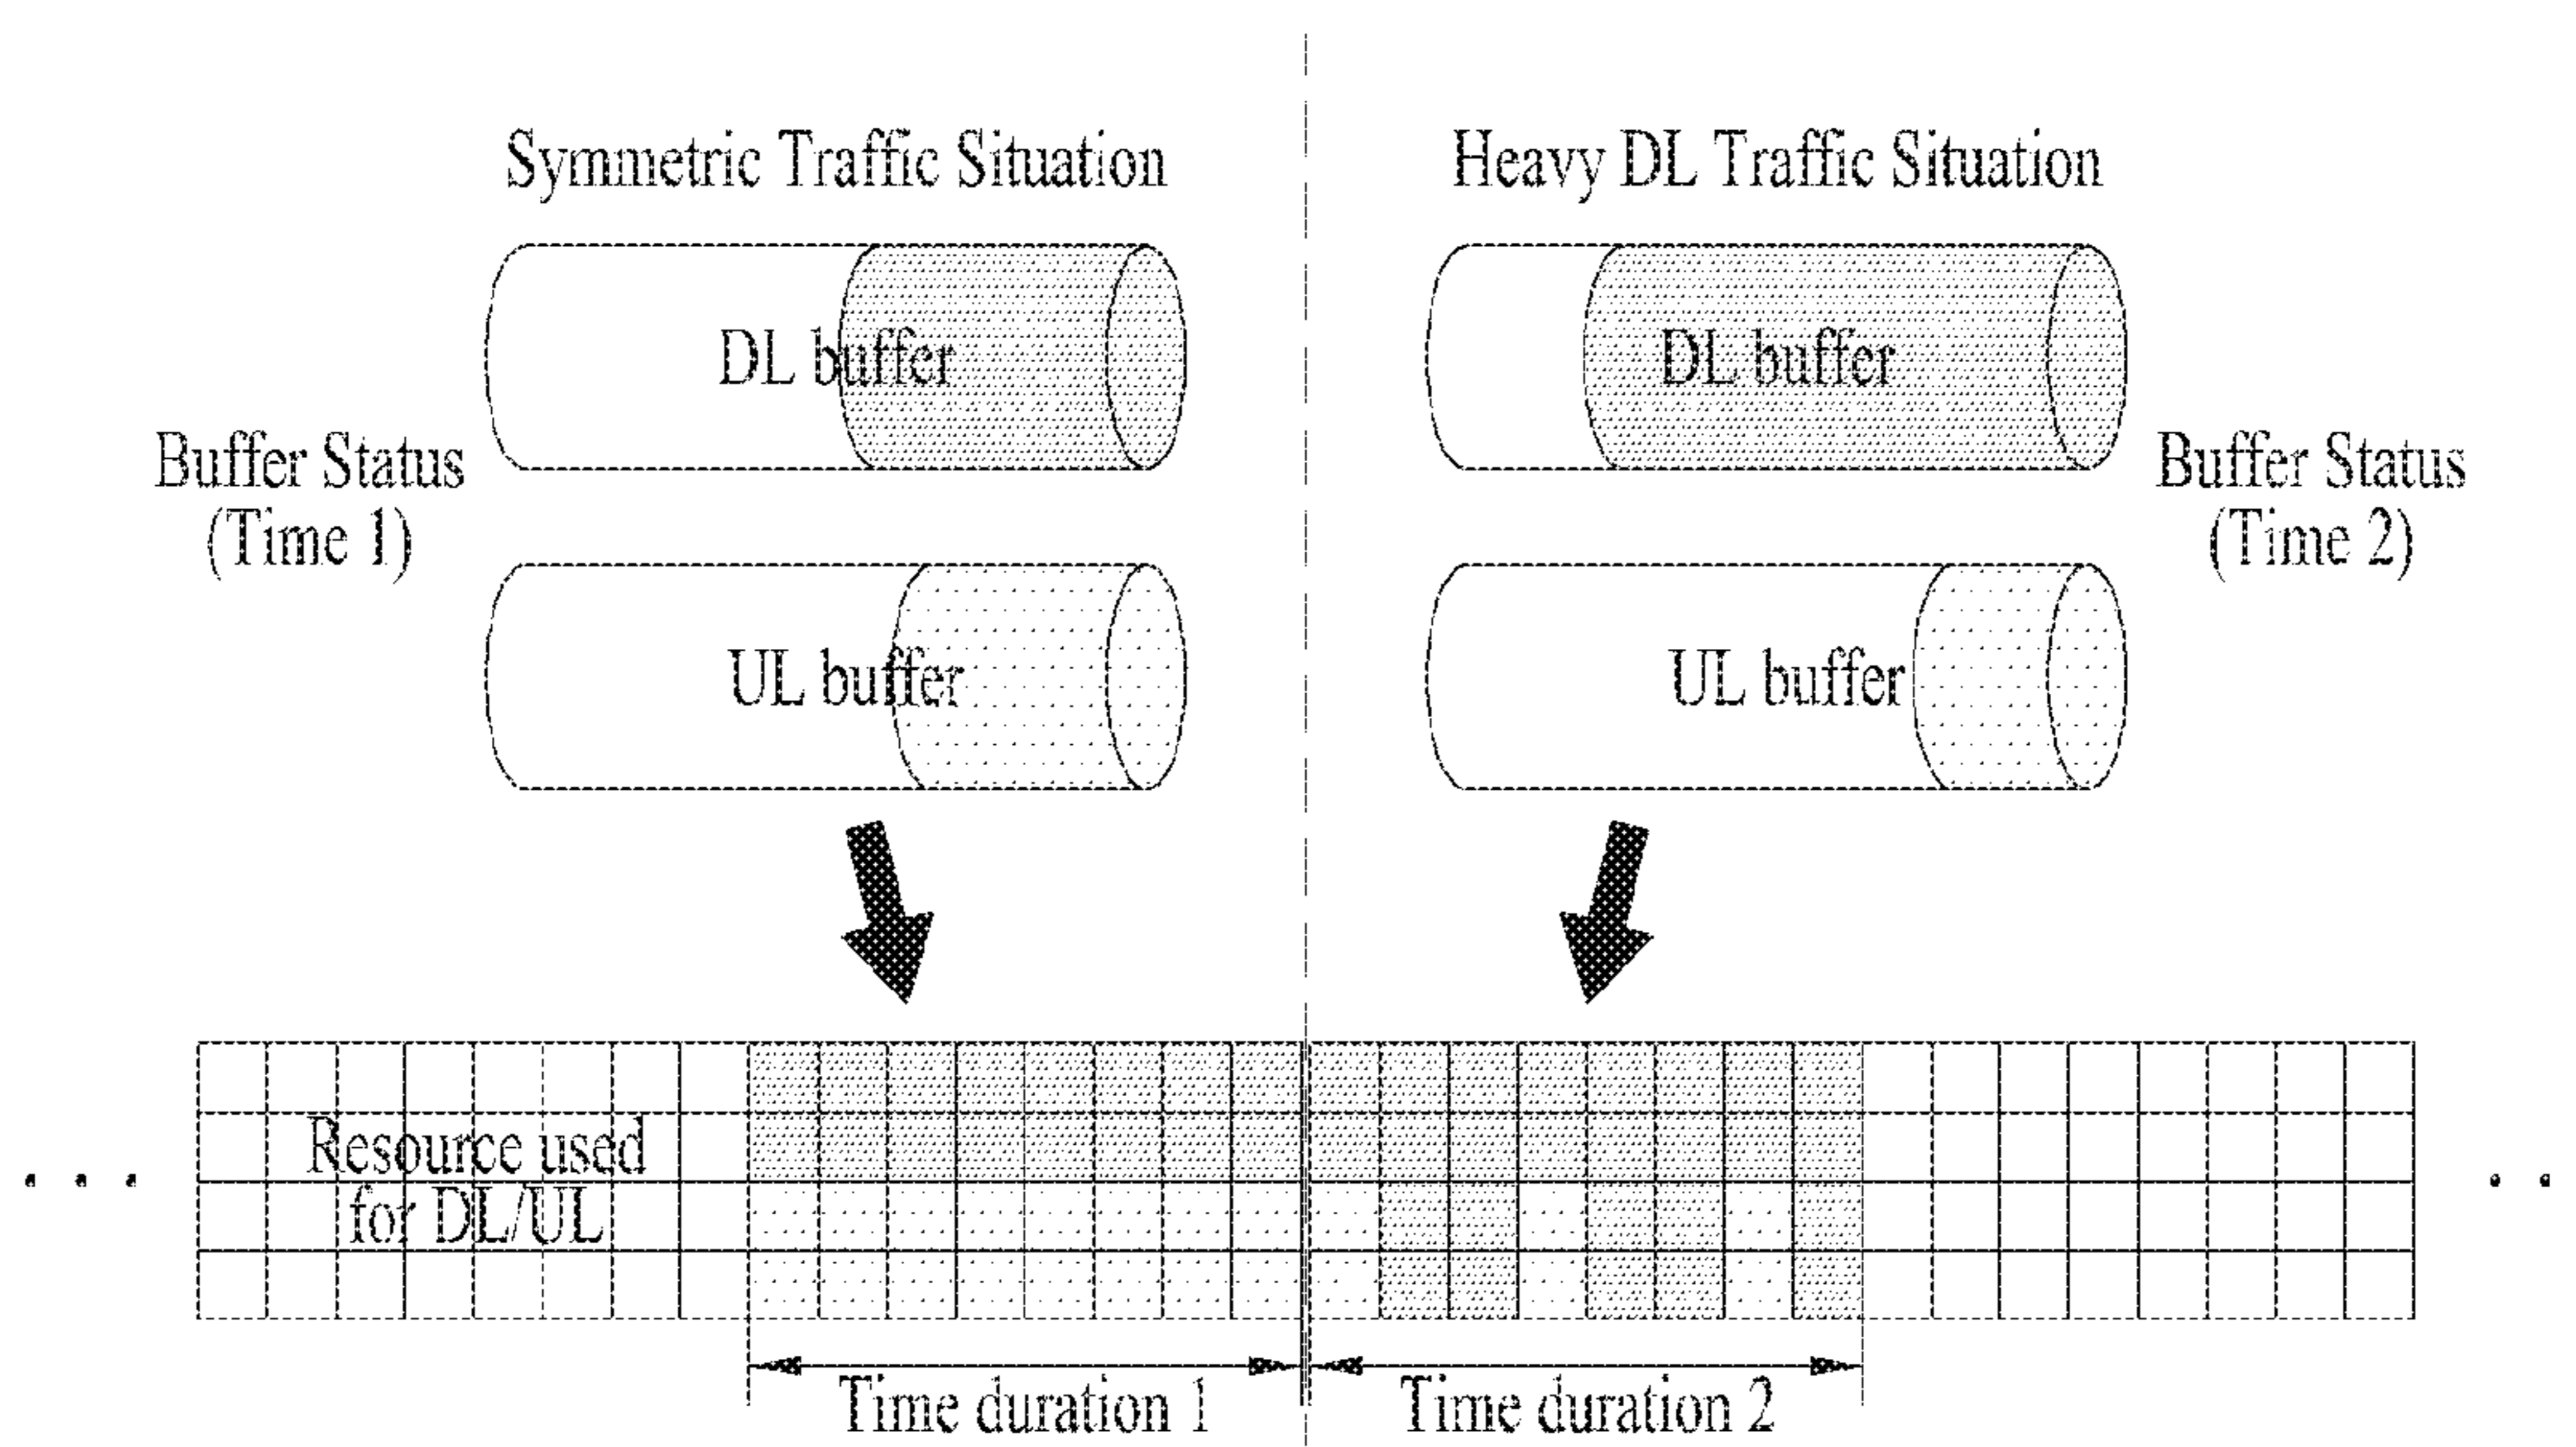 Symmetric Traffic Situation
Heavy DL Traffic Situation
DL buffer
DL buffer
Buffer Status
(Time 1)
Buffer Status
(Time 2)
UL buffer
UL buffer
Resource used
for DL/UL
Time duration 1
Time duration 2